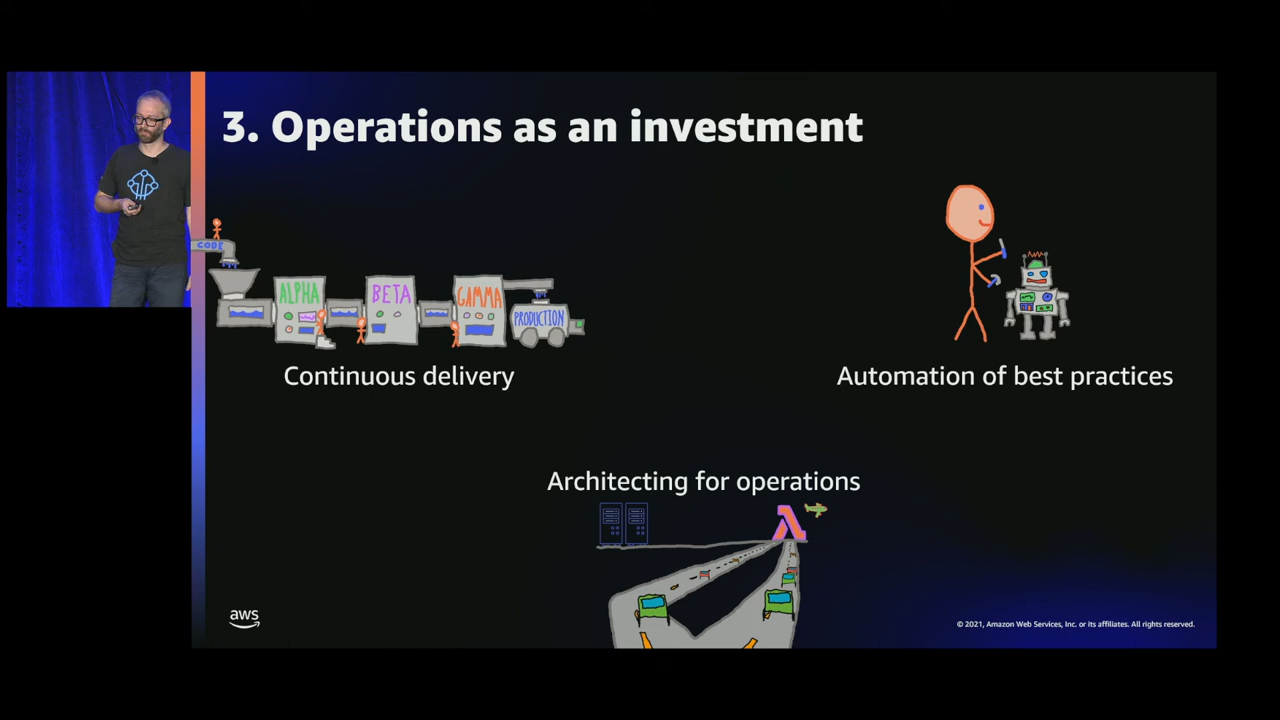 3. Operations as an investment
CODE
ALPHA
BETA
GAMMA
PRODUCTION
Continuous delivery
Automation of best practices
Architecting for operations
aws
© 2021, Amazon Web Services, Inc. or its affiliates. All rights reserved.